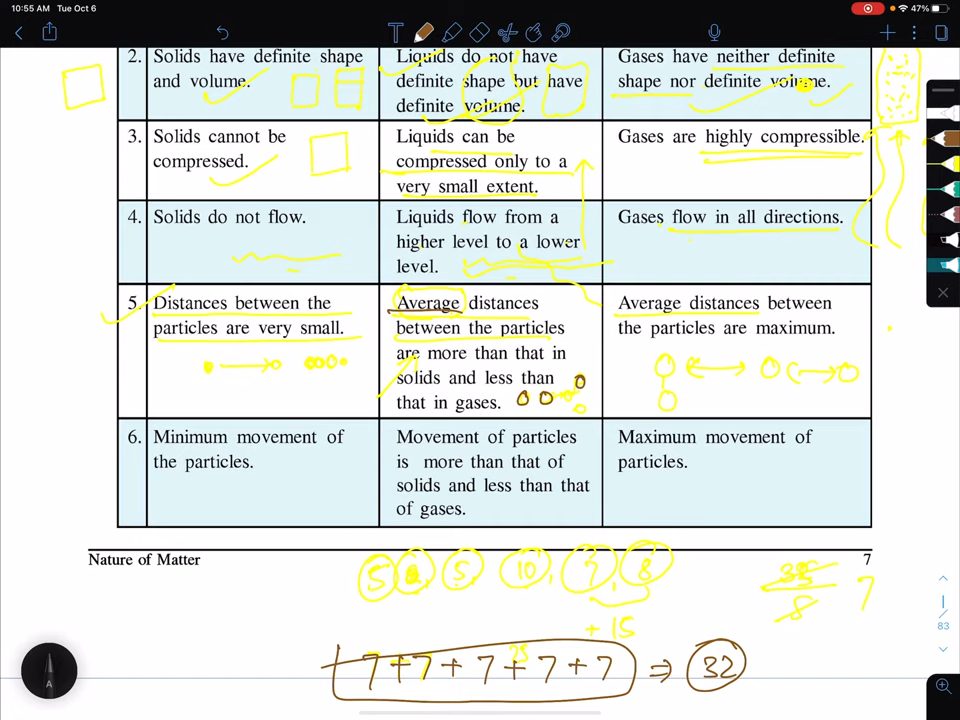 10:55 AM Tue Oct 6
47%
2. Solids have definite shape and volume.
Liquids do not have definite shape but have definite volume.
Gases have neither definite shape nor definite volume.
3. Solids cannot be compressed.
Liquids can be compressed only to a very small extent.
Gases are highly compressible.
4. Solids do not flow.
Liquids flow from a higher level to a lower level.
Gases flow in all directions.
5. Distances between the particles are very small.
Average distances between the particles are more than that in solids and less than that in gases.
Average distances between the particles are maximum.
6. Minimum movement of the particles.
Movement of particles is more than that of solids and less than that of gases.
Maximum movement of particles.
Nature of Matter 7
5 5 10, 7, 8
+ 15
7
7 + 7 + 7 + 7 + 7 ⇒ 32
1
/
83
A